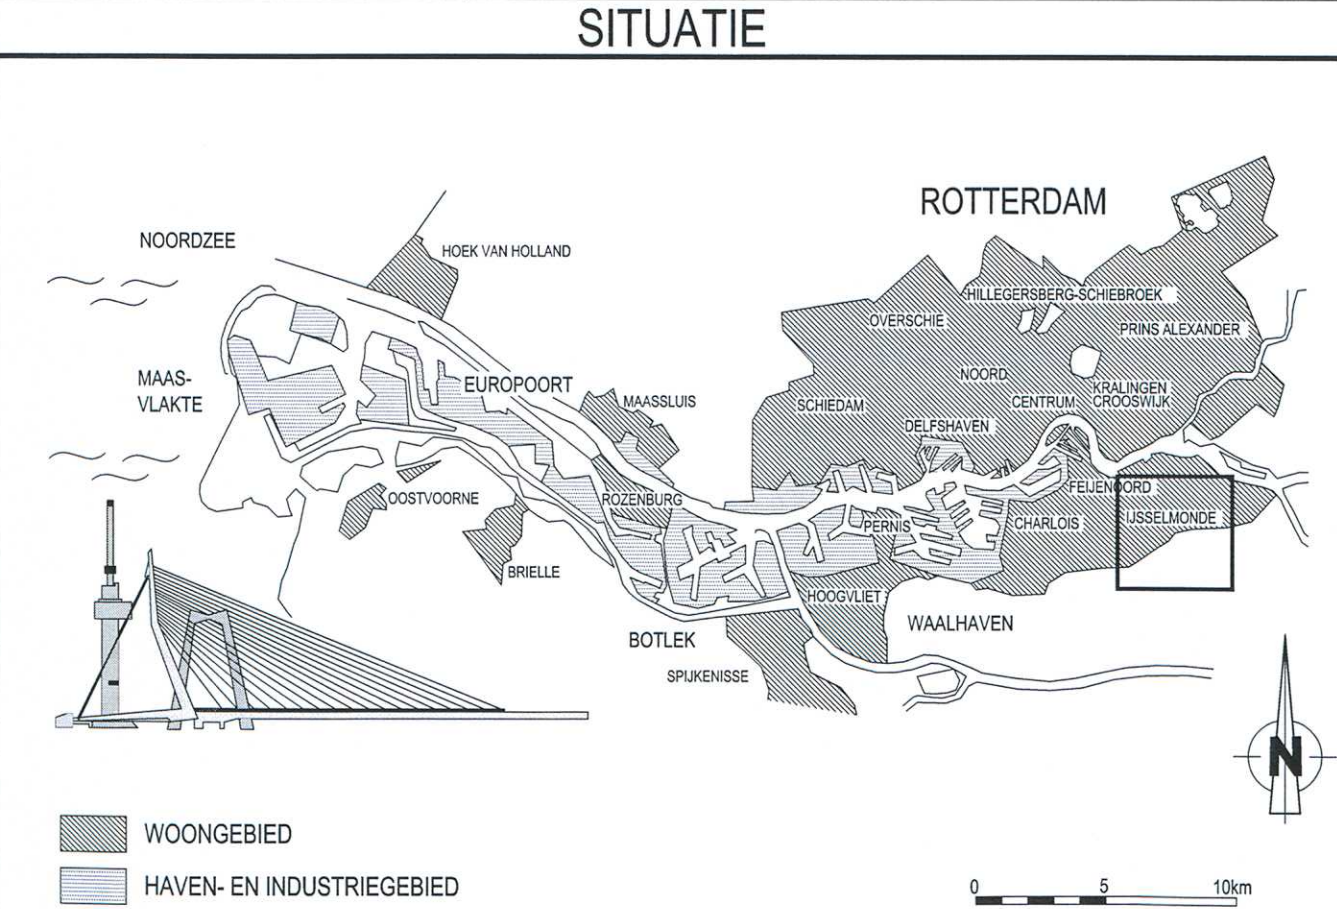 SITUATIE
ROTTERDAM
NOORDZEE
HOEK VAN HOLLAND
HILLEGERSBERG-SCHIEBROEK
OVERSCHIE
PRINS ALEXANDER
MAAS-
VLAKTE
EUROPOORT
MAASSLUIS
NOORD
KRALINGEN
CROOSWIJK
SCHIEDAM
CENTRUM
DELFSHAVEN
OOSTVOORNE
ROZENBURG
FEIJENOORD
PERNIS
CHARLOIS
IJSSELMONDE
BRIELLE
HOOGVLIET
WAALHAVEN
BOTLEK
SPIJKENISSE
N
WOONGEBIED
HAVEN- EN INDUSTRIEGEBIED
0 5 10km